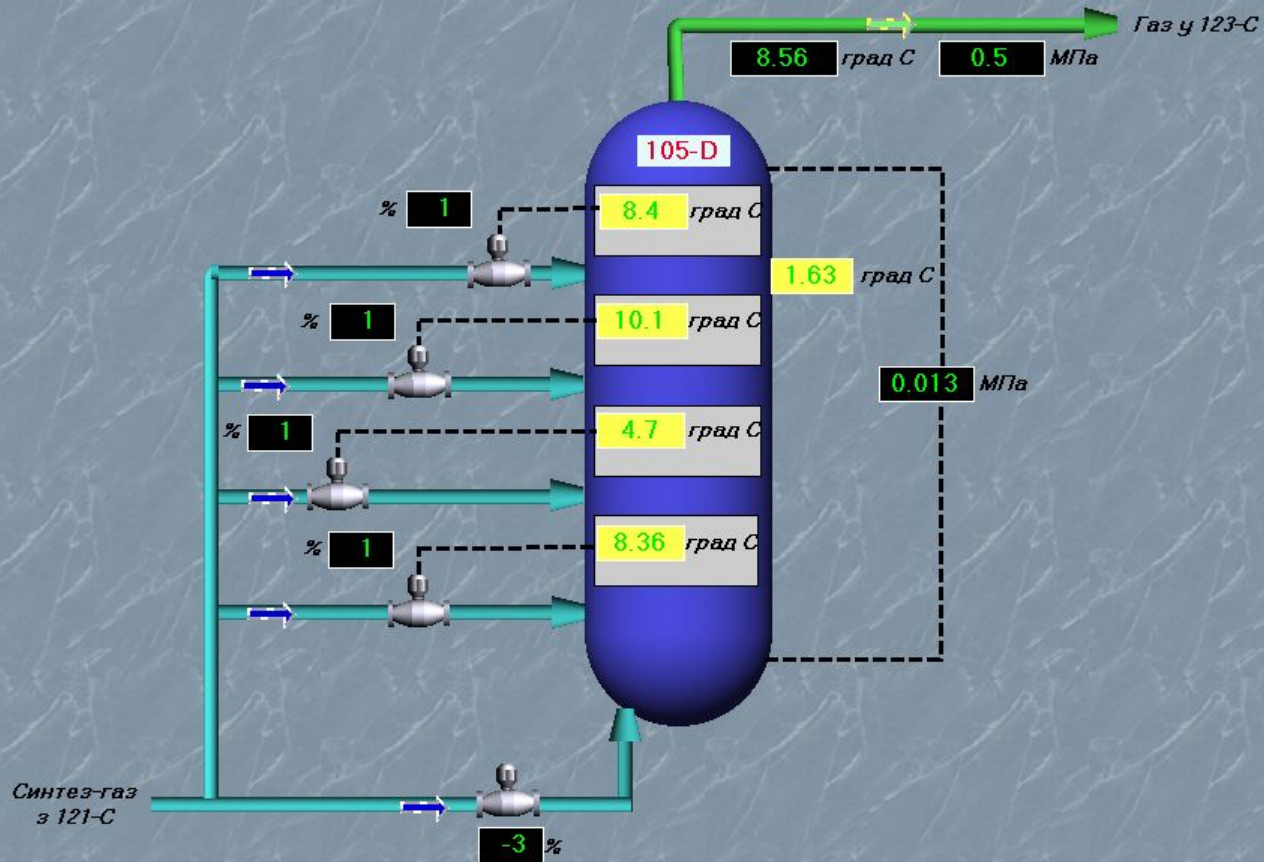 Газ у 123-С
8.56 град С 0.5 МПа
105-D
% 1 8.4 град С
1.63 град С
% 1 10.1 град С
0.013 МПа
% 1 4.7 град С
% 1 8.36 град С
Синтез-газ
з 121-С
-3 %